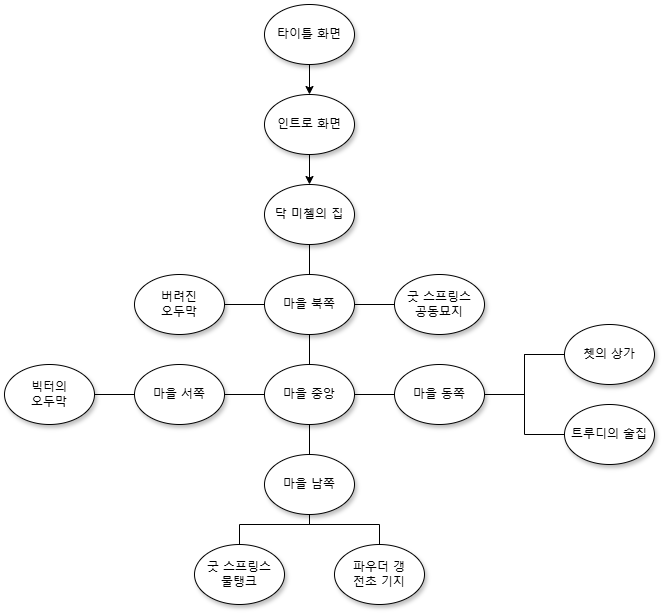 타이틀 화면
인트로 화면
닥 미첼의 집
버려진
오두막
마을 북쪽
굿 스프링스
공동묘지
쳇의 상가
빅터의
오두막
마을 서쪽
마을 중앙
마을 동쪽
트루디의 술집
마을 남쪽
굿 스프링스
물탱크
파우더 갱
전초 기지